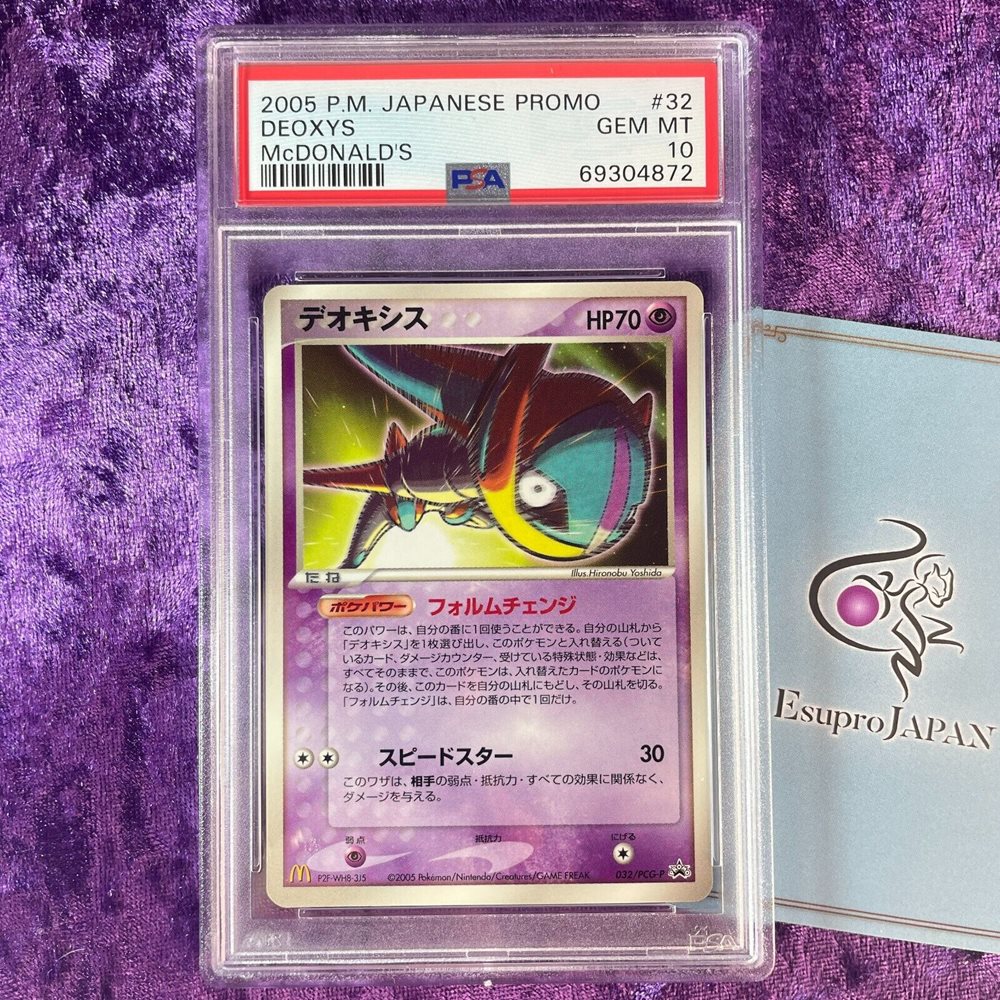 2005 P.M. JAPANESE PROMO #32
DEOXYS GEM MT
McDONALD'S 10
PSA 69304872
デオキシス HP70
たね
Illus.Hironobu Yoshida
ポケパワー フォルムチェンジ
このパワーは、自分の番に1回使うことができる。自分の山札から
「デオキシス」を1枚選び出し、このポケモンと入れ替える(ついて
いるカード、ダメージカウンター、受けている特殊状態・効果などは、
すべてそのままで、このポケモンは、入れ替えたカードのポケモンに
なる)。その後、このカードを自分の山札にもどし、その山札を切る。
「フォルムチェンジ」は、自分の番の中で1回だけ。
スピードスター 30
このワザは、相手の弱点・抵抗力・すべての効果に関係なく、
ダメージを与える。
弱点 抵抗力 にげる
P2F-WH8-3J5 ©2005 Pokémon/Nintendo/Creatures/GAME FREAK 032/PCG-P
PSA
EsuproJAPAN